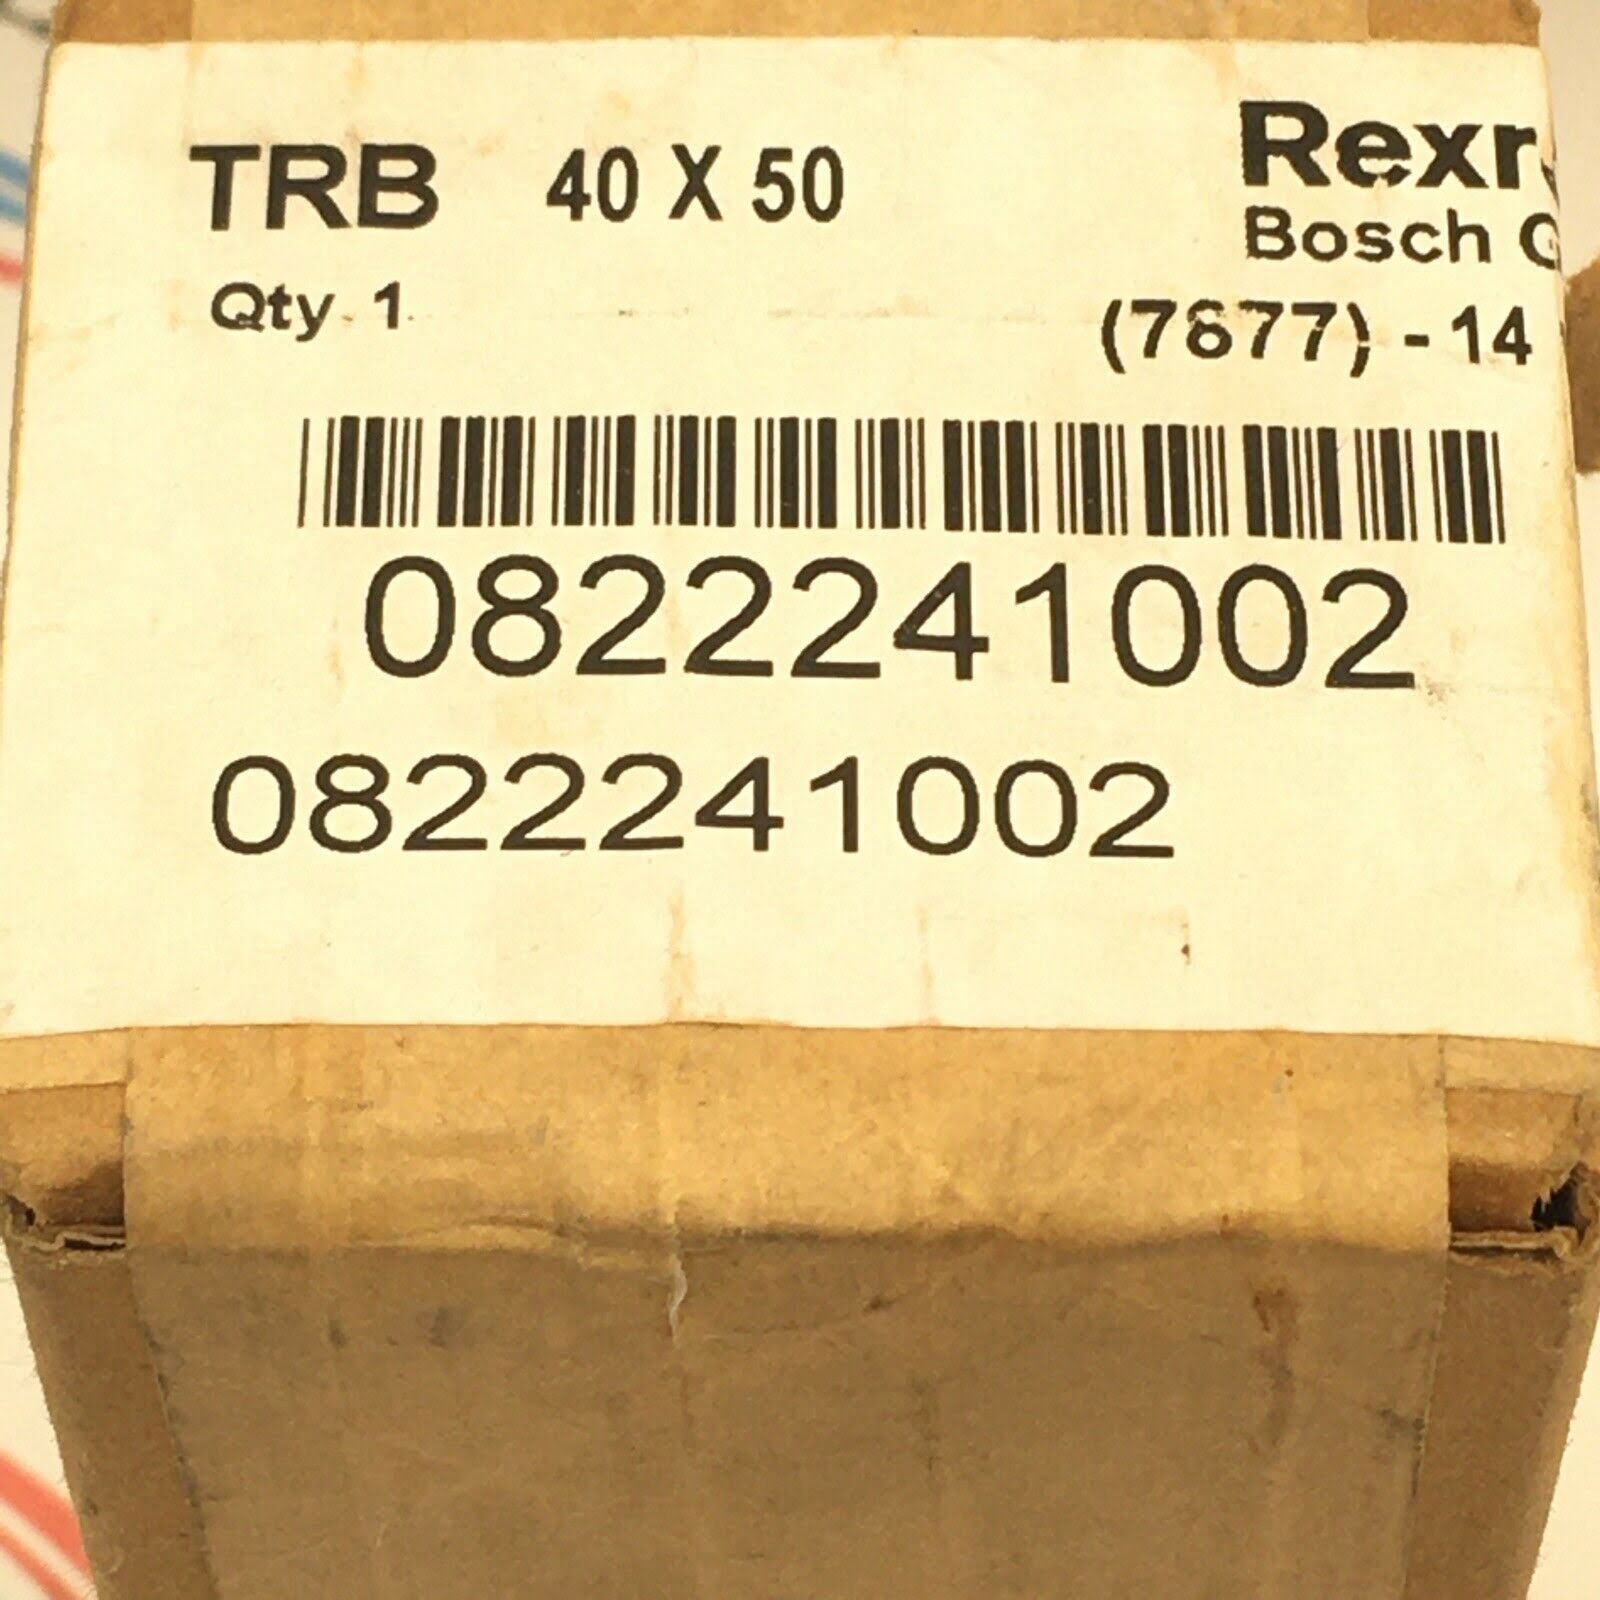 TRB 40 X 50
Rexr
Bosch G
Qty 1
(7677) - 14
0822241002
0822241002